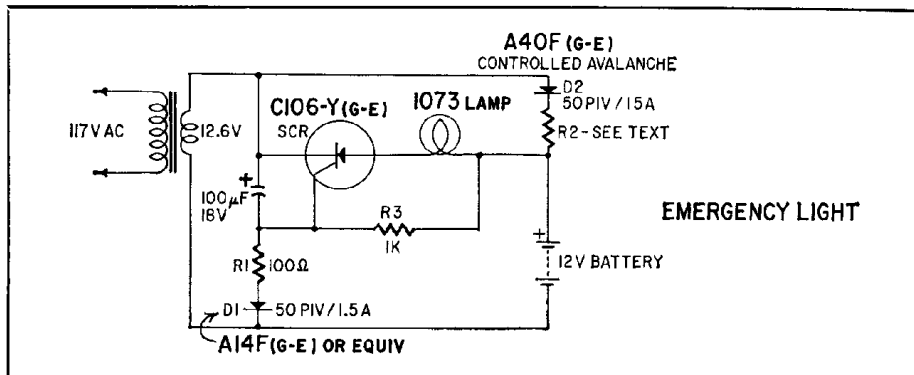 A40F (G-E)
CONTROLLED AVALANCHE
D2
50PIV/15A
R2-SEE TEXT
C106-Y (G-E)
SCR
1073 LAMP
117V AC
12.6V
+
100μF
18V
R3
1K
EMERGENCY LIGHT
+
12V BATTERY
R1
100Ω
D1
50 PIV/1.5A
A14F (G-E) OR EQUIV